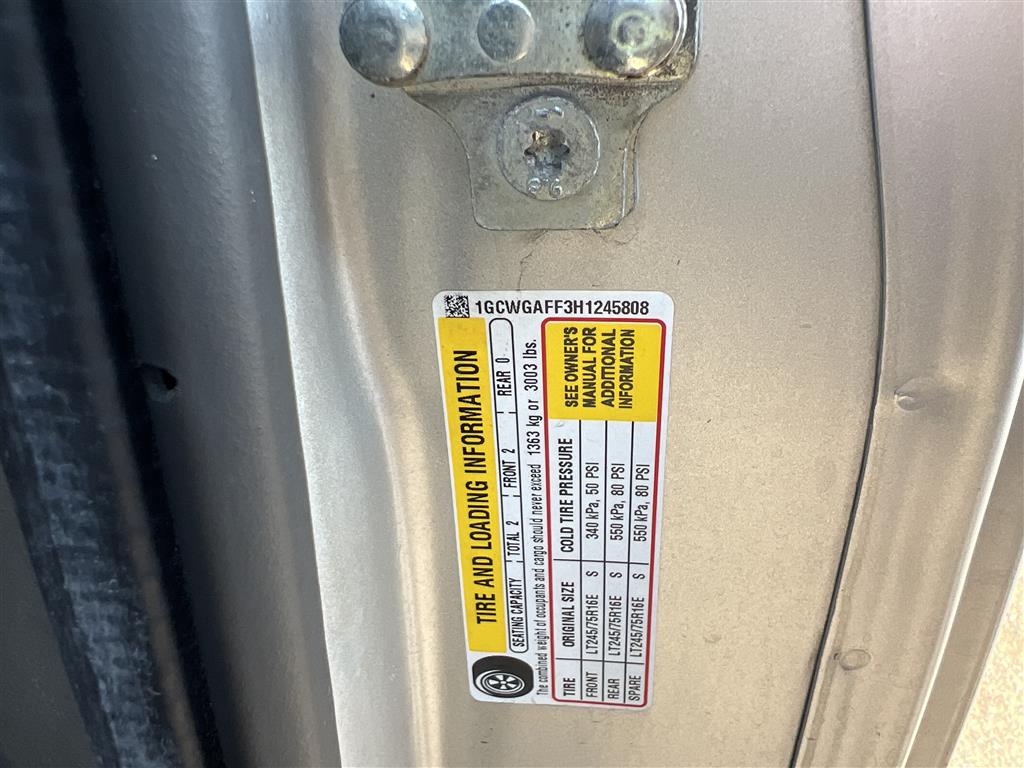 1GCWGAFF3H1245808
TIRE AND LOADING INFORMATION
SEATING CAPACITY TOTAL 2 FRONT 2 REAR 0
The combined weight of occupants and cargo should never exceed 1363 kg or 3003 lbs.
TIRE ORIGINAL SIZE COLD TIRE PRESSURE
FRONT LT245/75R16E S 340 kPa, 50 PSI
REAR LT245/75R16E S 550 kPa, 80 PSI
SPARE LT245/75R16E S 550 kPa, 80 PSI
SEE OWNER'S
MANUAL FOR
ADDITIONAL
INFORMATION